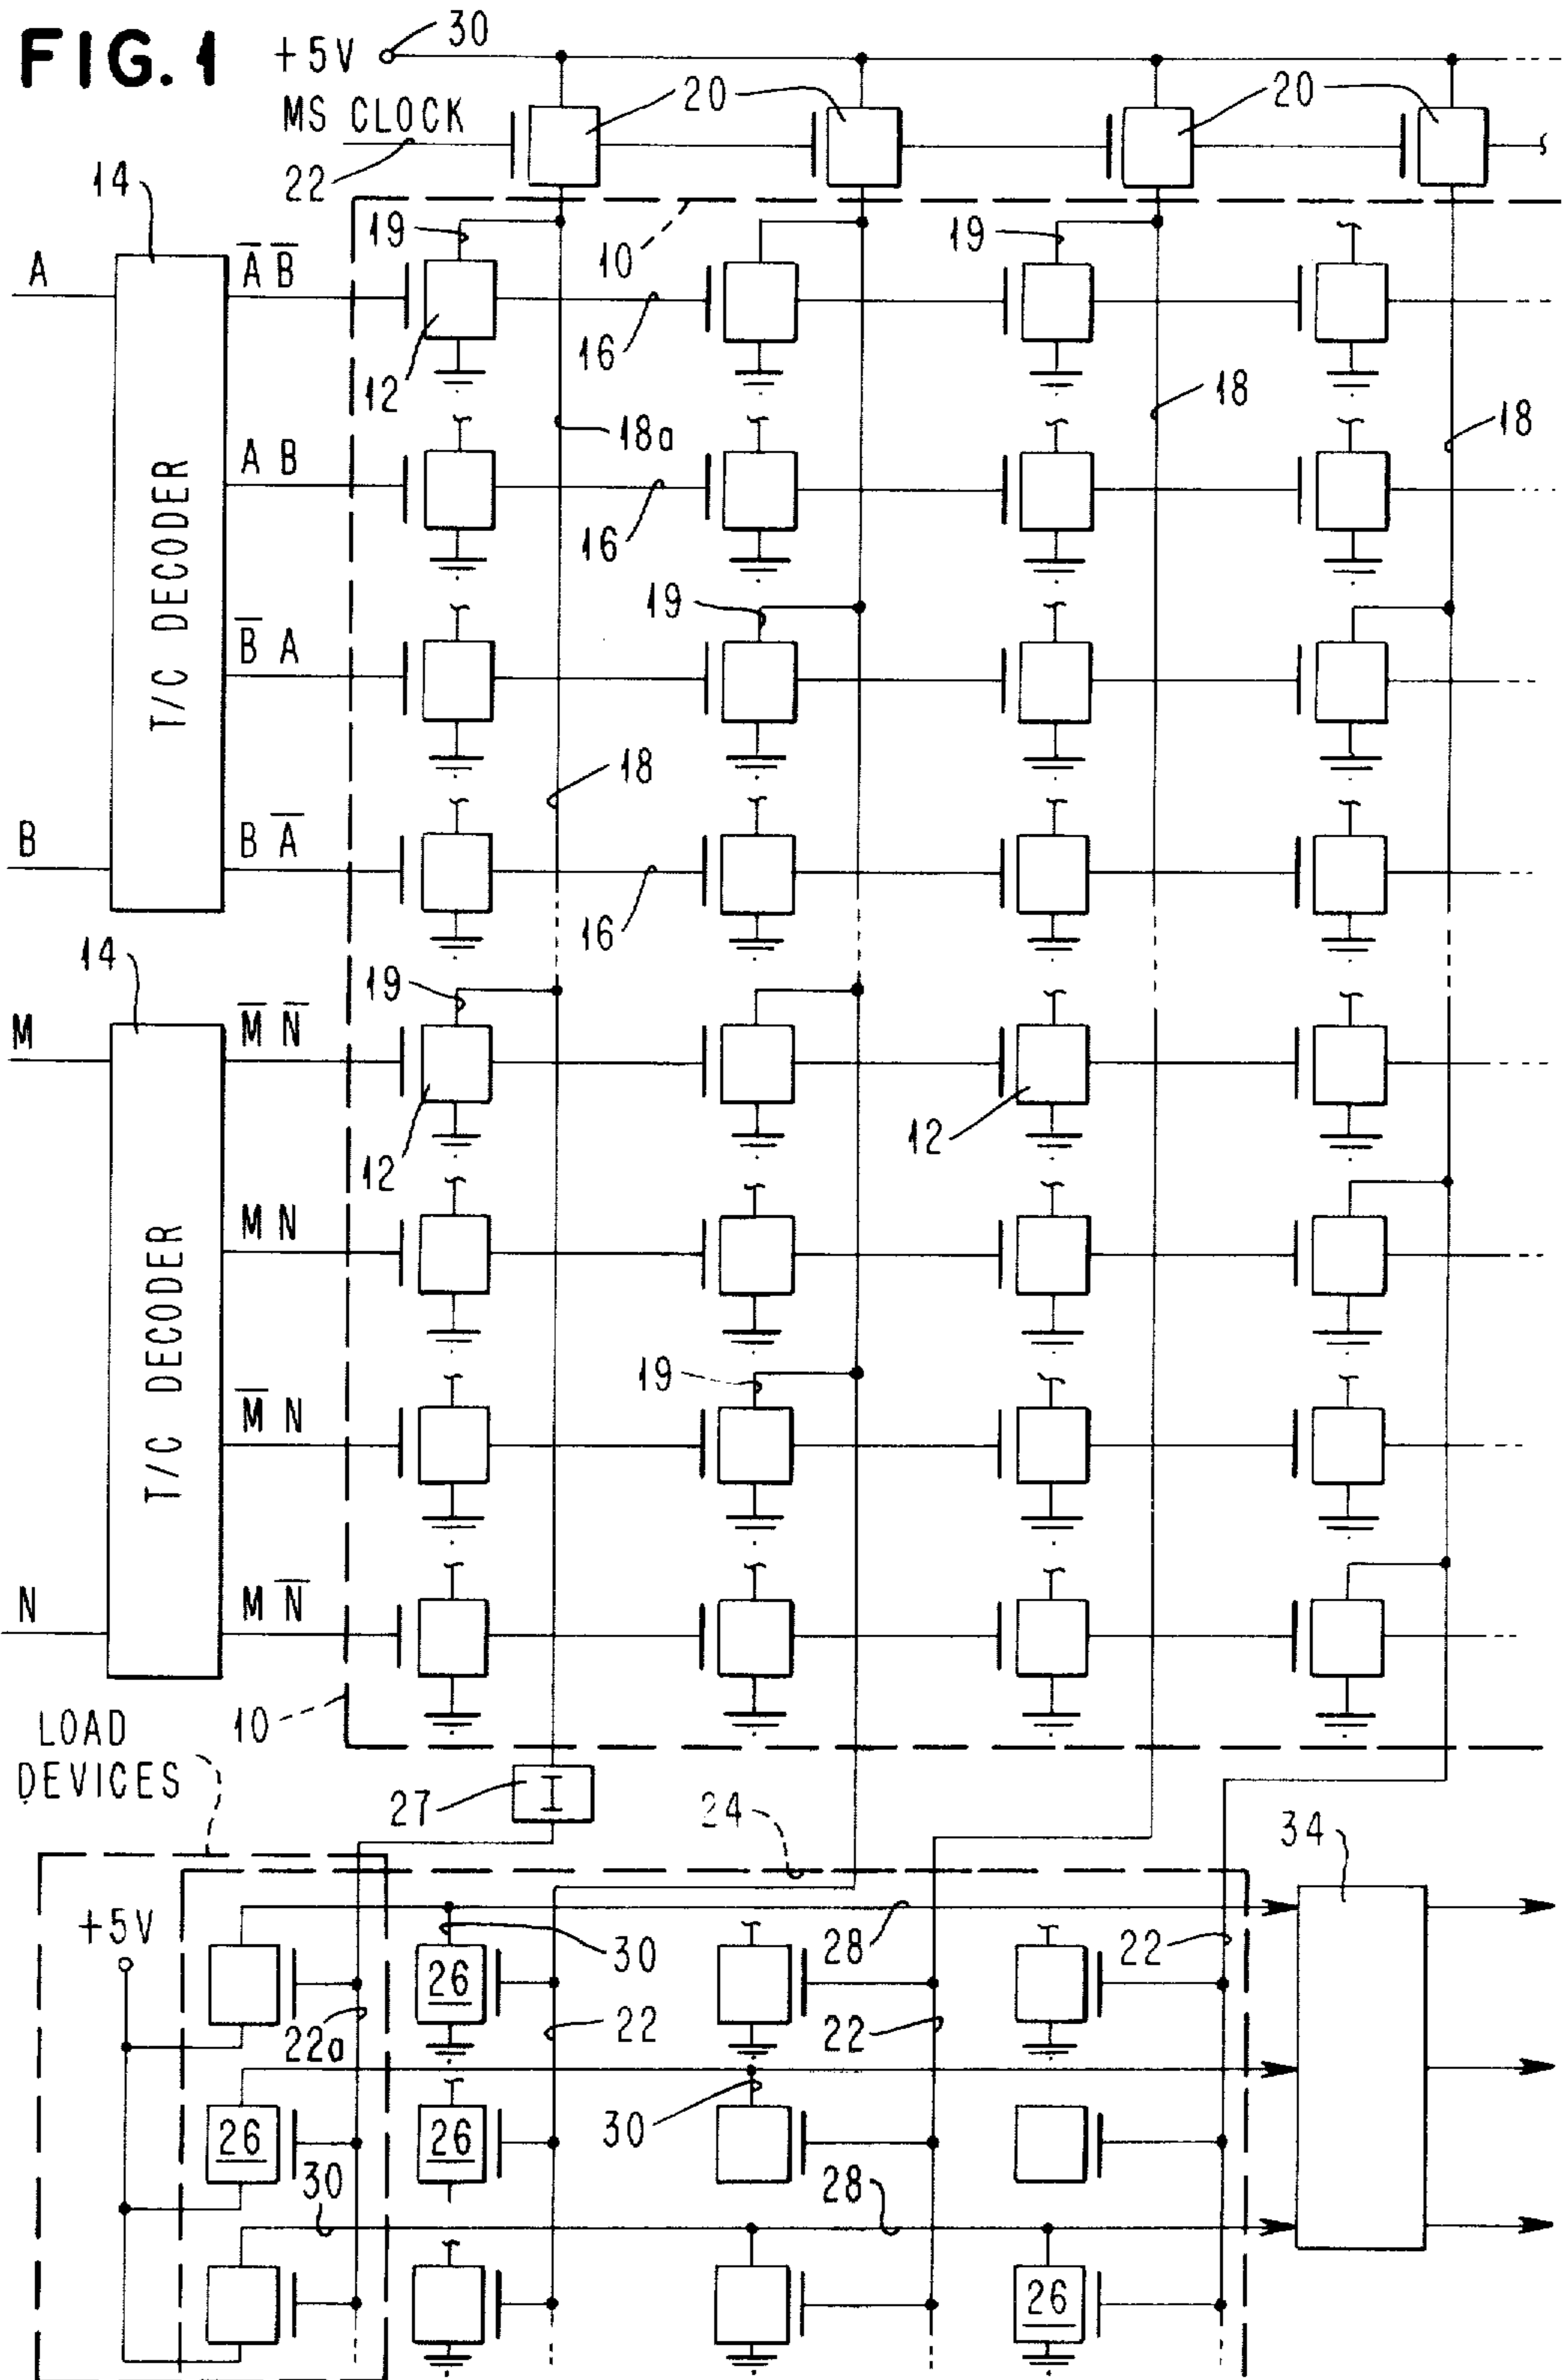 FIG. 1 +5V 30
MS CLOCK 20 20
22
14
A A̅ B̅ 19 10 19
12 16 18
A B 18a 18
16
T/C DECODER
B̅ A 19
18
B B A̅
16
14
M M̅ N̅ 19
12 12
M N
T/C DECODER
M̅ N 19
N M N̅
LOAD 10
DEVICES 27 I 24 34
+5V
26 30 28 22
22a 22 22
26 26 30
30 28
26